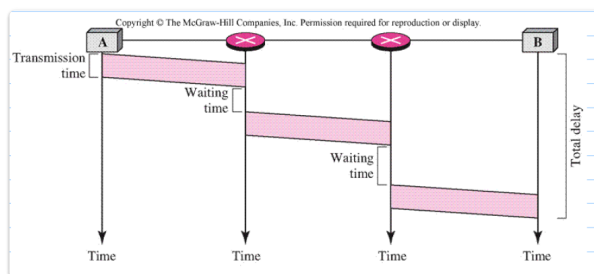 Copyright © The McGraw-Hill Companies, Inc. Permission required for reproduction or display.
A
B
Transmission
time
Waiting
time
Waiting
time
Total delay
Time
Time
Time
Time